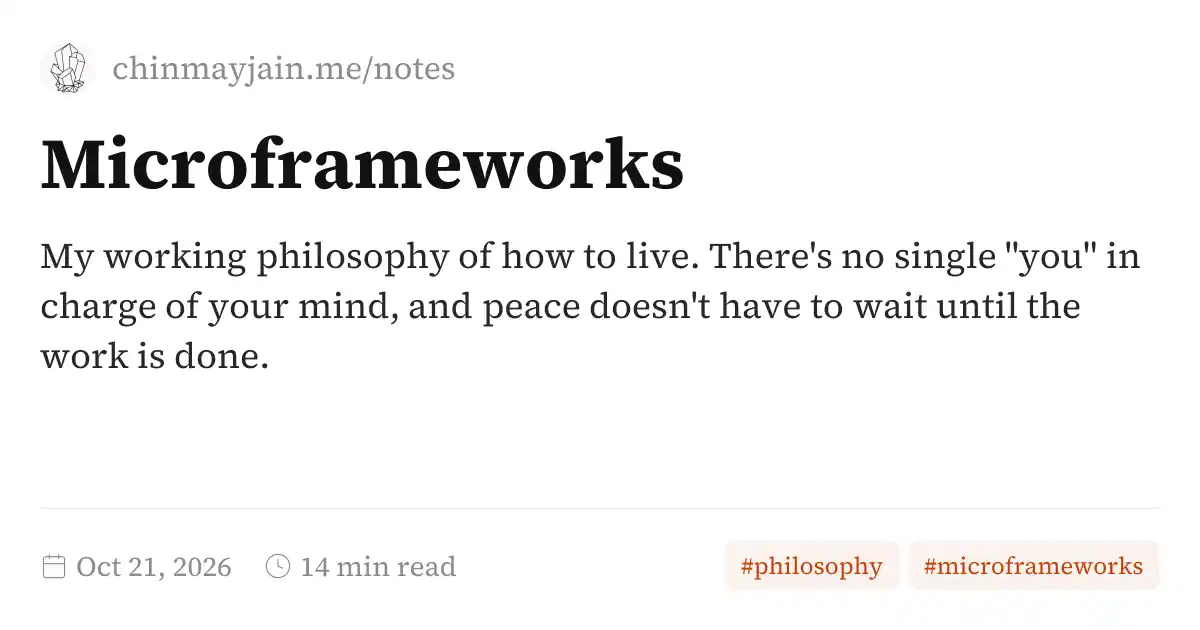 chinmayjain.me/notes
Microframeworks
My working philosophy of how to live. There's no single "you" in
charge of your mind, and peace doesn't have to wait until the
work is done.
Oct 21, 2026
14 min read
#philosophy
#microframeworks